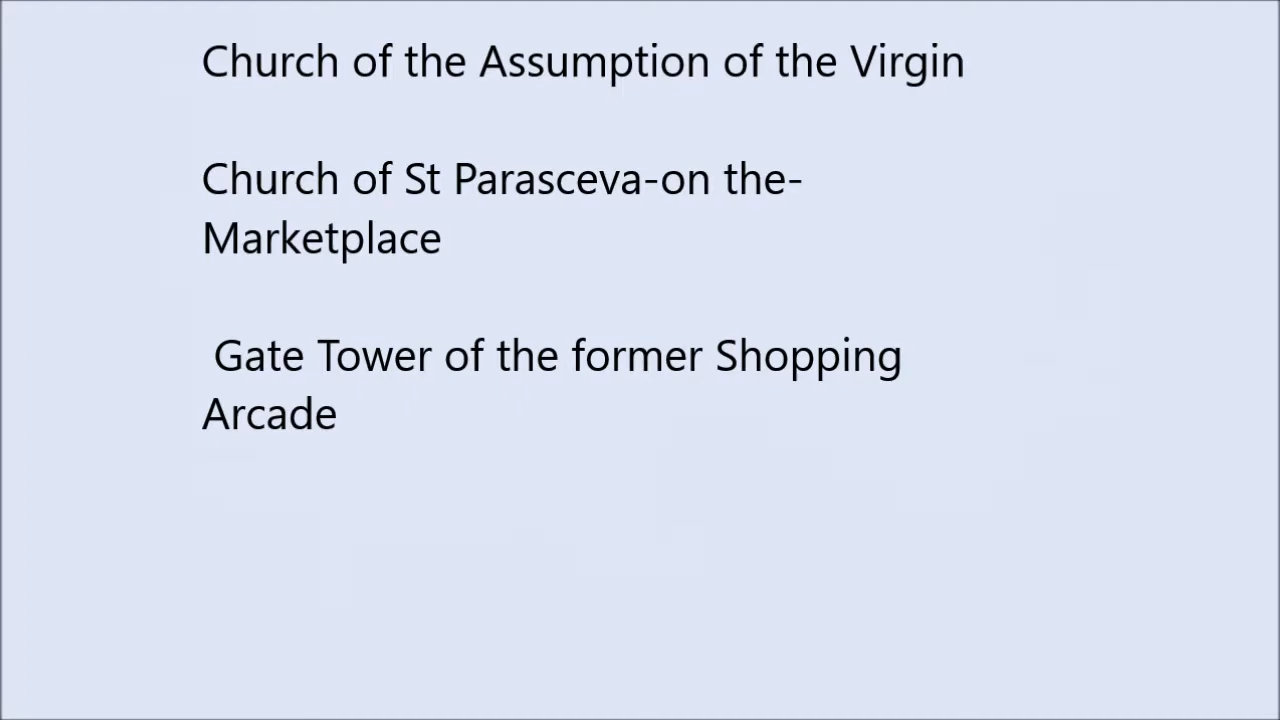 Church of the Assumption of the Virgin
Church of St Parasceva-on the-
Marketplace
Gate Tower of the former Shopping
Arcade